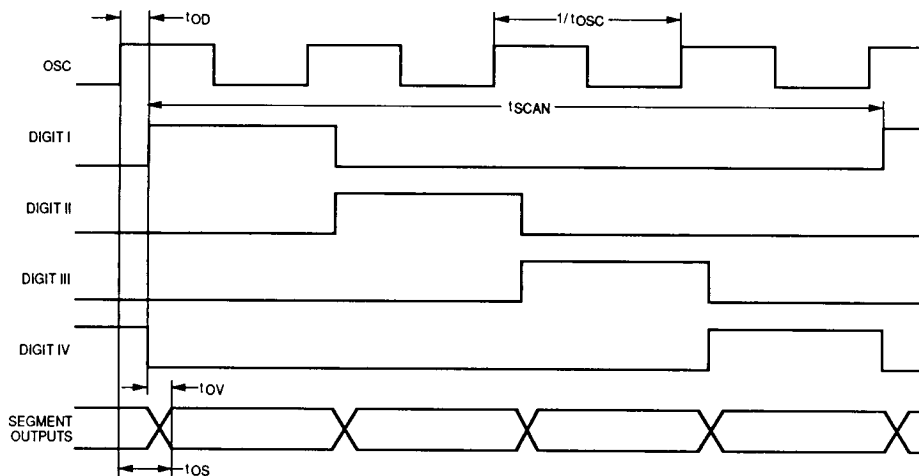 tOD
1/tOSC
OSC
tSCAN
DIGIT I
DIGIT II
DIGIT III
DIGIT IV
tOV
SEGMENT
OUTPUTS
tOS